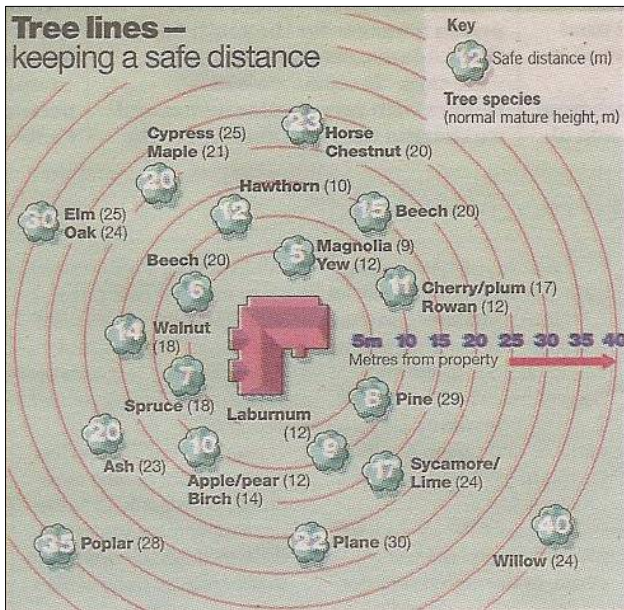 Tree lines –
keeping a safe distance
Key
12 Safe distance (m)
Tree species
(normal mature height, m)
23 Horse
Chestnut (20)
Cypress (25)
Maple (21)
20
Hawthorn (10)
12
15 Beech (20)
30 Elm (25)
Oak (24)
5 Magnolia (9)
Yew (12)
Beech (20)
6
11 Cherry/plum (17)
Rowan (12)
14 Walnut
(18)
5m 10 15 20 25 30 35 40
Metres from property
7
Spruce (18)
Laburnum
(12)
9
8 Pine (29)
20
Ash (23)
10
Apple/pear (12)
Birch (14)
17 Sycamore/
Lime (24)
35 Poplar (28)
22 Plane (30)
40
Willow (24)